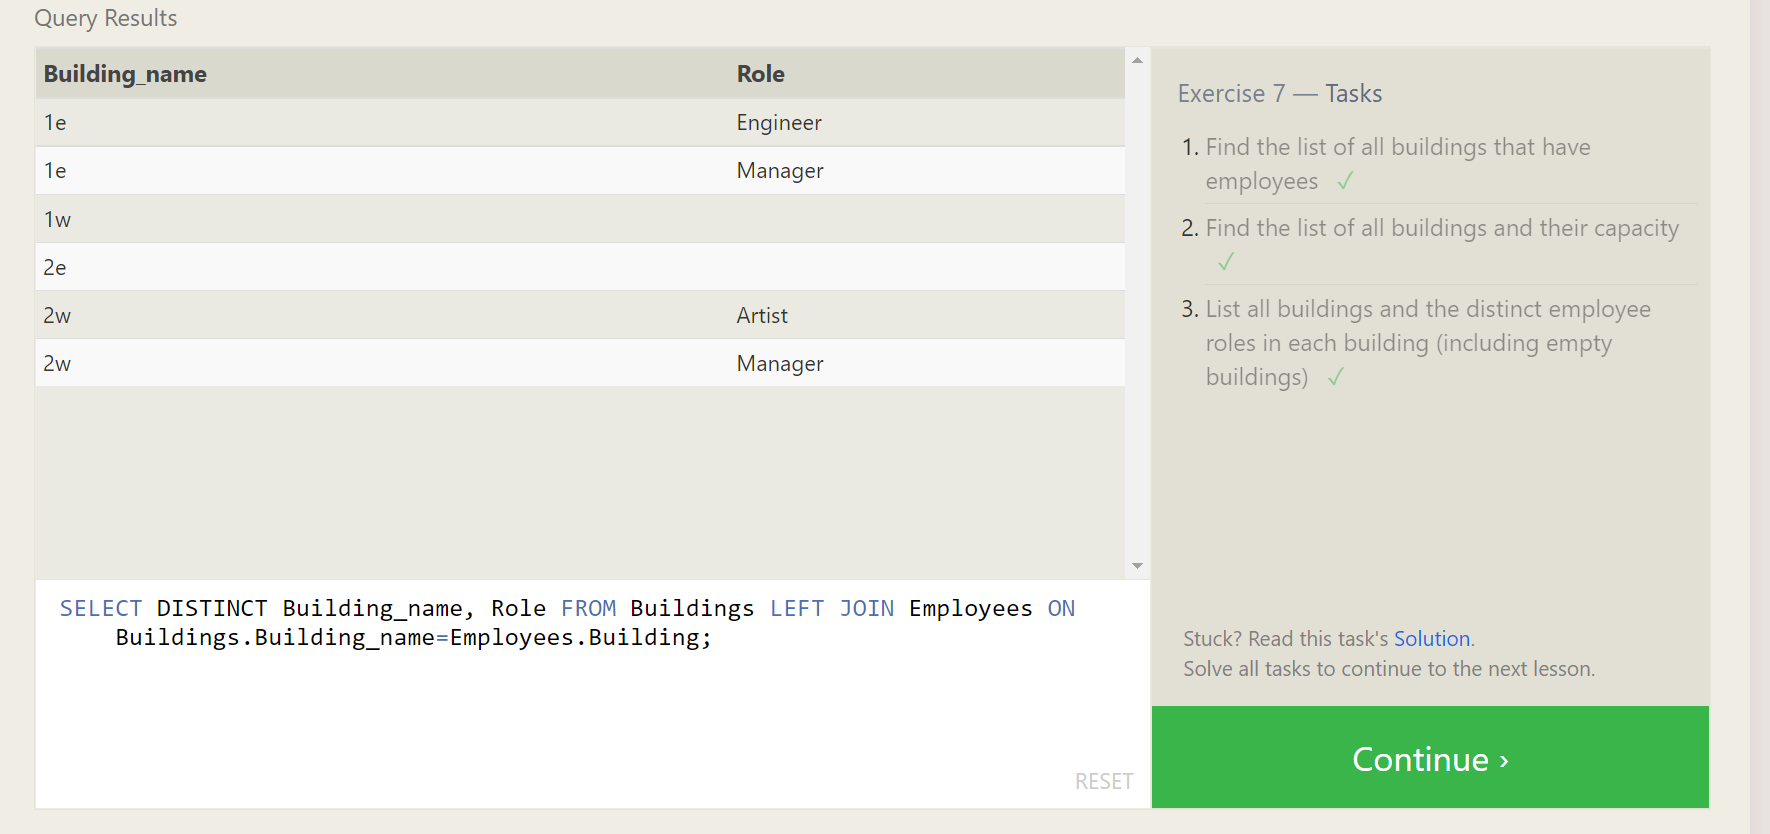 Query Results
Building_name Role
1e Engineer
1e Manager
1w
2e
2w Artist
2w Manager
SELECT DISTINCT Building_name, Role FROM Buildings LEFT JOIN Employees ON
Buildings.Building_name=Employees.Building;
RESET
Exercise 7 — Tasks
1. Find the list of all buildings that have
employees ✓
2. Find the list of all buildings and their capacity
✓
3. List all buildings and the distinct employee
roles in each building (including empty
buildings) ✓
Stuck? Read this task's Solution.
Solve all tasks to continue to the next lesson.
Continue ›